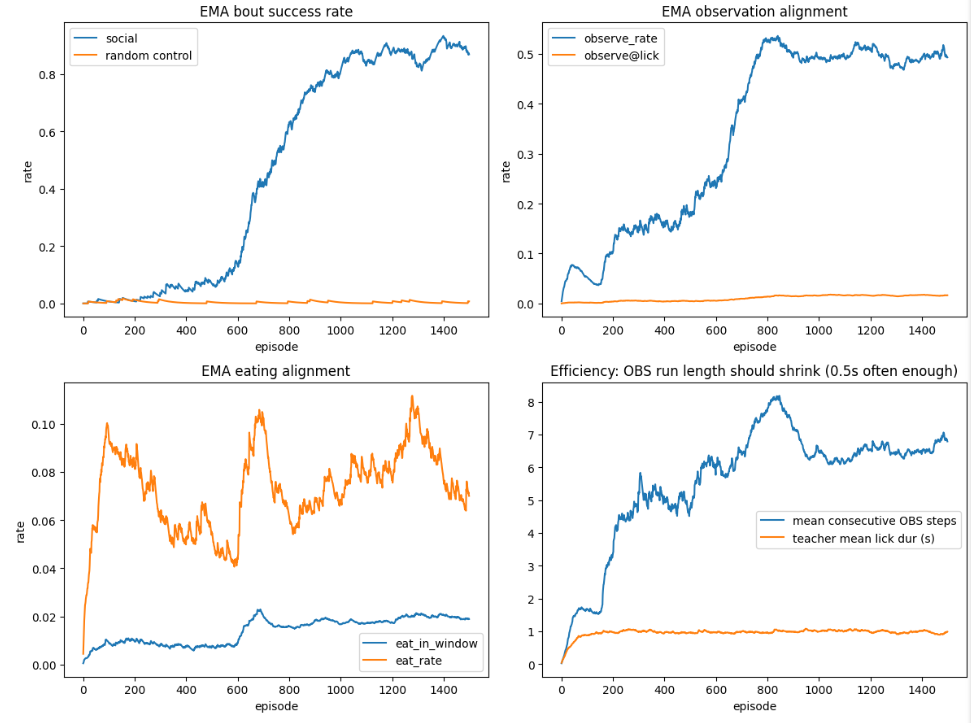 EMA bout success rate
social
random control
rate
0.8
0.6
0.4
0.2
0.0
0 200 400 600 800 1000 1200 1400
episode
EMA observation alignment
observe_rate
observe@lick
rate
0.5
0.4
0.3
0.2
0.1
0.0
0 200 400 600 800 1000 1200 1400
episode
EMA eating alignment
rate
0.10
0.08
0.06
0.04
0.02
0.00
eat_in_window
eat_rate
0 200 400 600 800 1000 1200 1400
episode
Efficiency: OBS run length should shrink (0.5s often enough)
8
7
6
5
4
3
2
1
0
mean consecutive OBS steps
teacher mean lick dur (s)
0 200 400 600 800 1000 1200 1400
episode